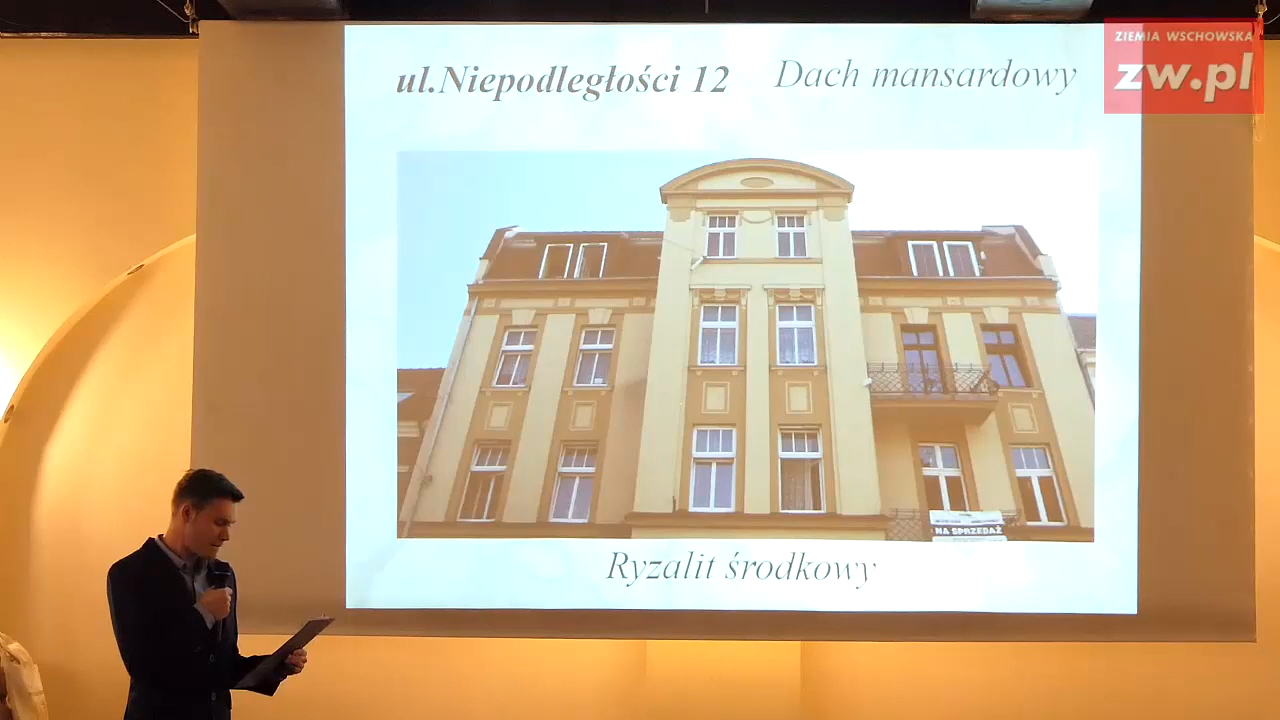 ul.Niepodległości 12
Dach mansardowy
ZIEMIA WSCHOWSKA
zw.pl
NA SPRZEDAŻ
Ryzalit środkowy